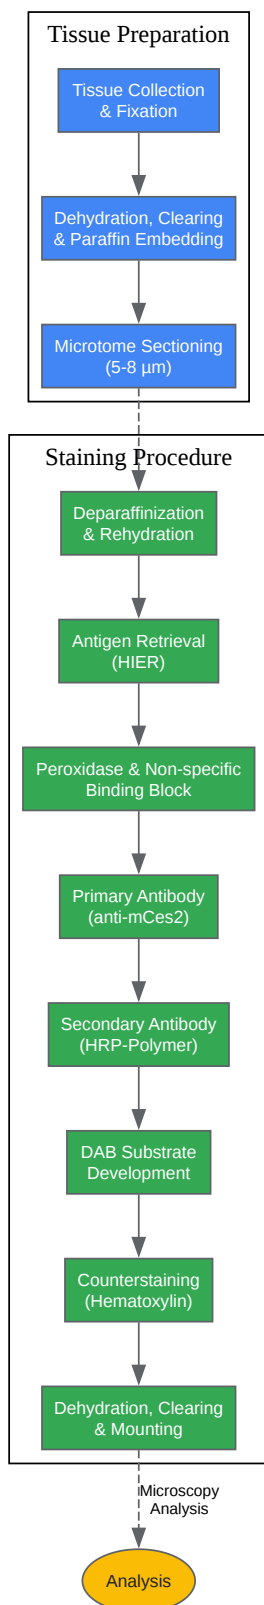 Tissue Preparation
Tissue Collection
& Fixation
Dehydration, Clearing
& Paraffin Embedding
Microtome Sectioning
(5-8 µm)
Staining Procedure
Deparaffinization
& Rehydration
Antigen Retrieval
(HIER)
Peroxidase & Non-specific
Binding Block
Primary Antibody
(anti-mCes2)
Secondary Antibody
(HRP-Polymer)
DAB Substrate
Development
Counterstaining
(Hematoxylin)
Dehydration, Clearing
& Mounting
Microscopy
Analysis
Analysis